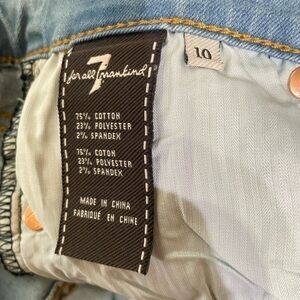 7
for all mankind
10
75% COTTON
23% POLYESTER
2% SPANDEX
75% COTON
23% POLYESTER
2% SPANDEX
MADE IN CHINA
FABRIQUÉ EN CHINE